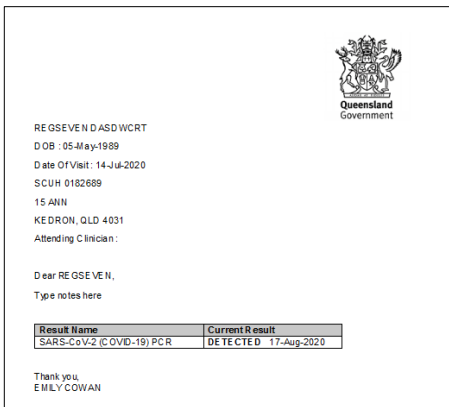 Queensland
Government
REGSEVEN DASDWCRT
DOB : 05-May-1989
Date Of Visit : 14-Jul-2020
SCUH 0182689
15 ANN
KEDRON, QLD 4031
Attending Clinician :
Dear REGSEVEN,
Type notes here
Result Name Current Result
SARS-CoV-2 (COVID-19) PCR DETECTED 17-Aug-2020
Thank you,
EMILY COWAN